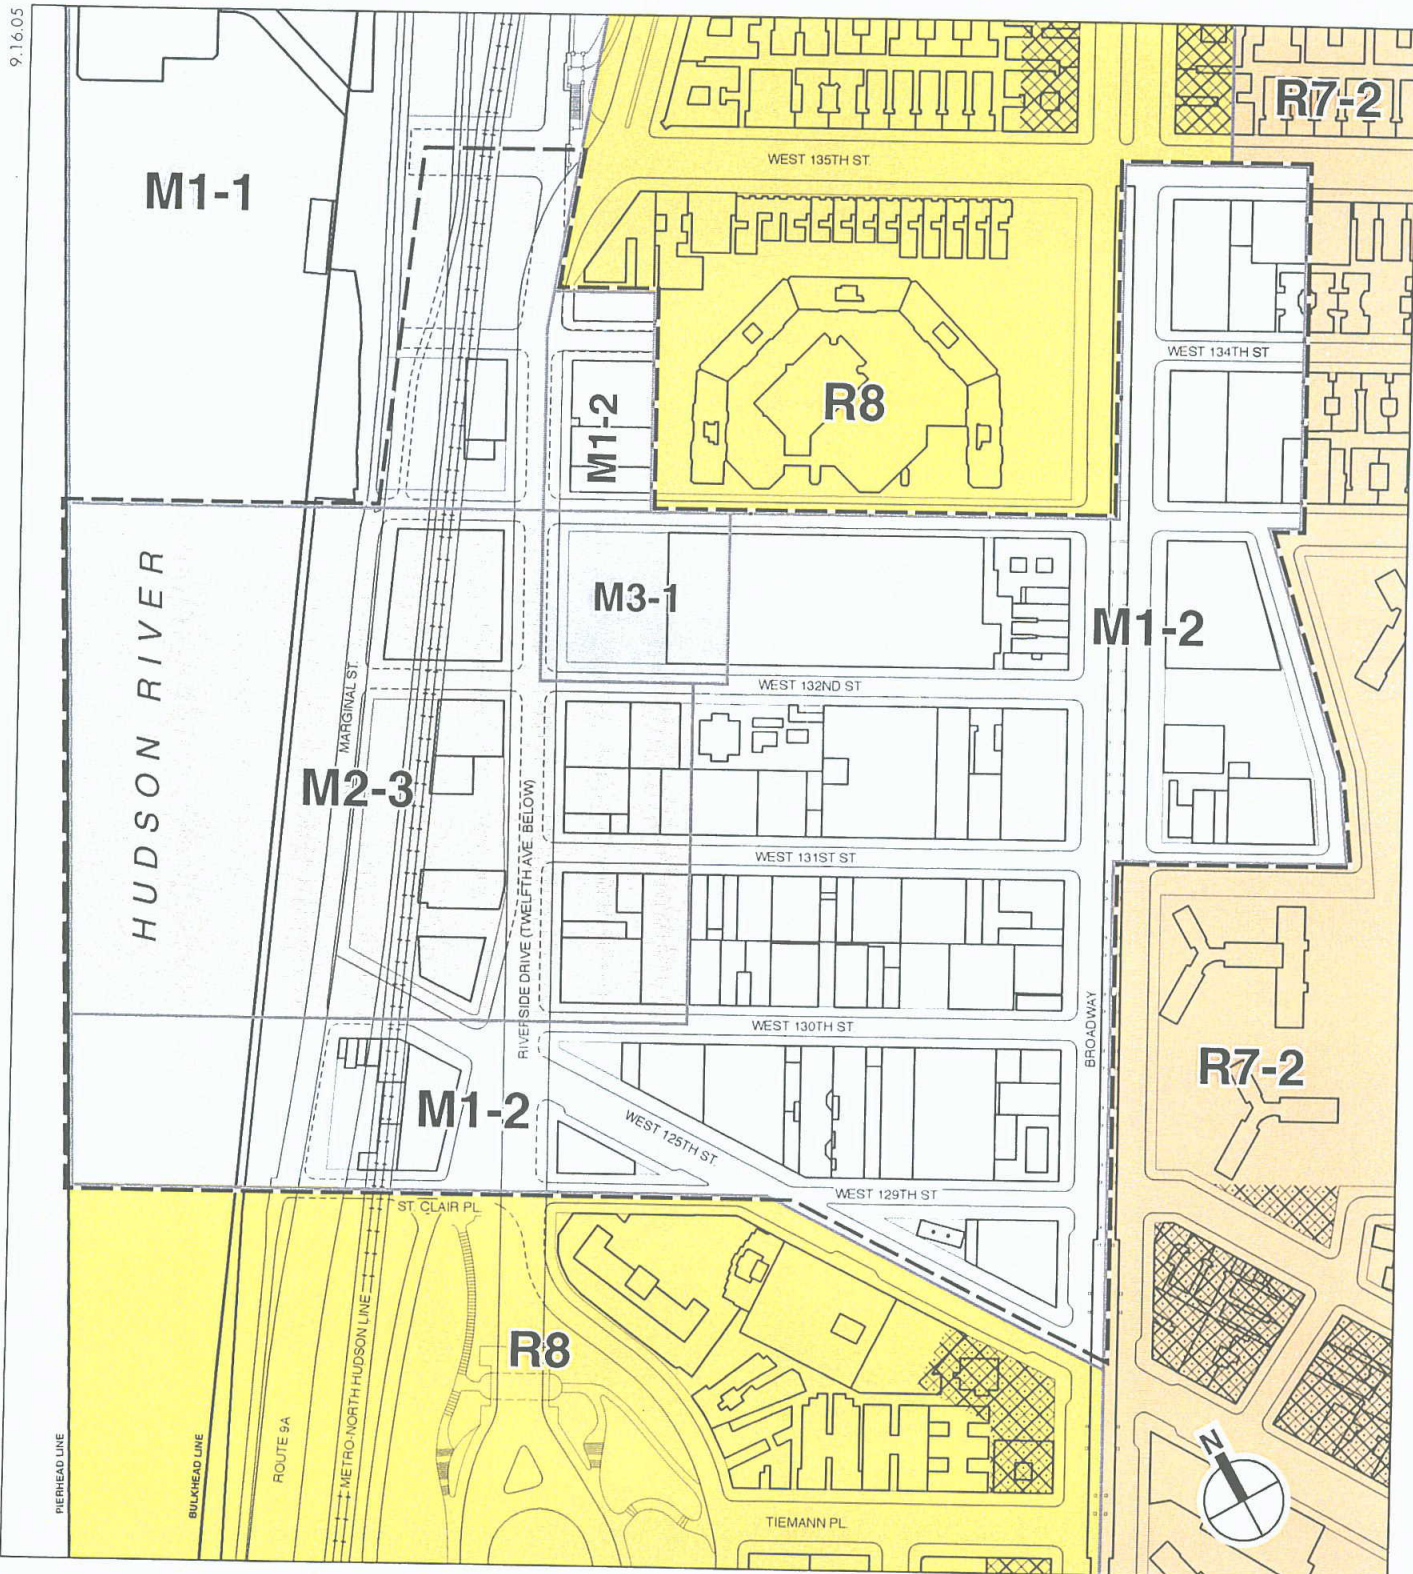 9.16.05
R7-2
M1-1
WEST 135TH ST.
WEST 134TH ST.
R8
M1-2
M3-1
M1-2
HUDSON RIVER
MARGINAL ST.
WEST 132ND ST.
M2-3
RIVERSIDE DRIVE (TWELFTH AVE. BELOW)
WEST 131ST ST.
WEST 130TH ST.
BROADWAY
R7-2
M1-2
WEST 125TH ST.
WEST 129TH ST.
ST. CLAIR PL.
R8
METRO-NORTH HUDSON LINE
ROUTE 9A
PIERHEAD LINE
BULKHEAD LINE
TIEMANN PL.
N